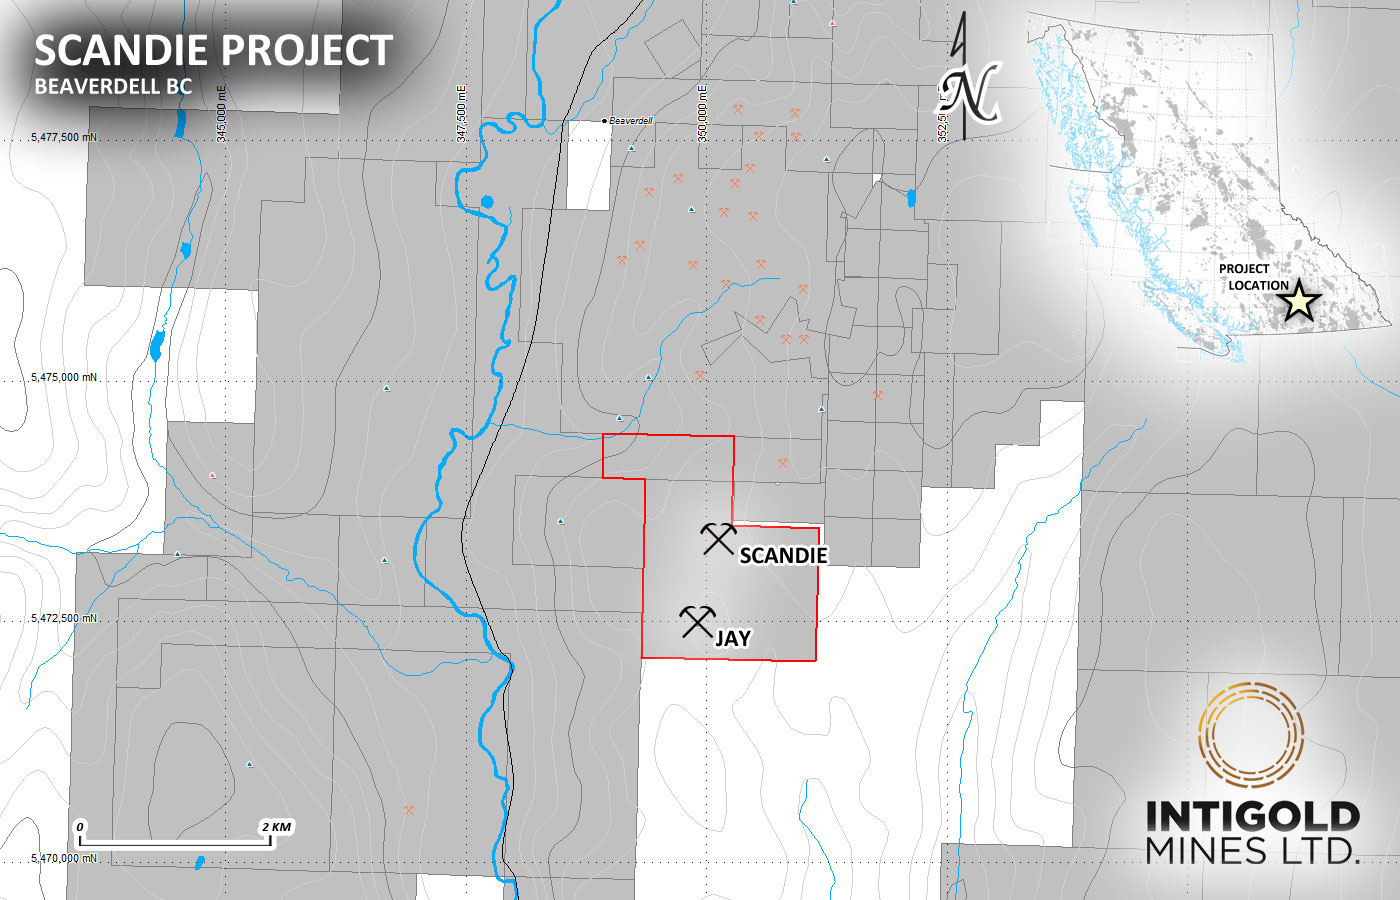 SCANDIE PROJECT
BEAVERDELL BC
345,000 mE
347,500 mE
350,000 mE
N
5,477,500 mN
Beaverdell
PROJECT
LOCATION
5,475,000 mN
SCANDIE
5,472,500 mN
JAY
0
2 KM
5,470,000 mN
INTIGOLD
MINES LTD.